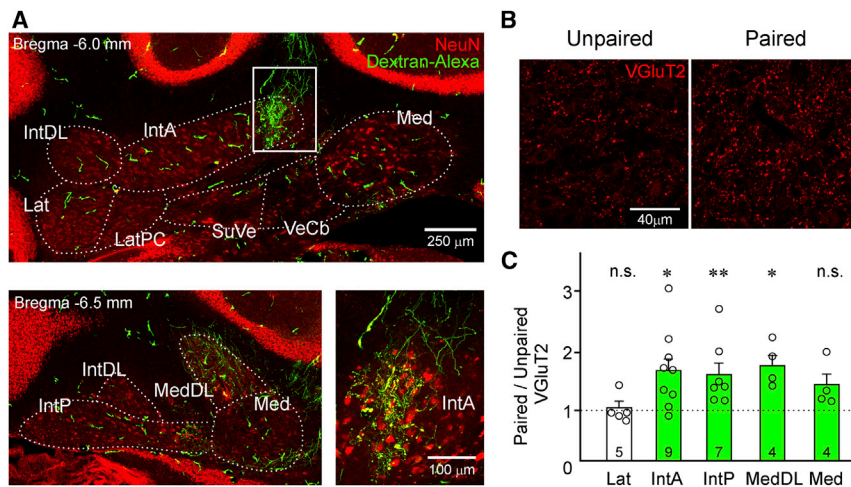 A
Bregma -6.0 mm
NeuN
Dextran-Alexa
IntDL
IntA
Med
Lat
LatPC
SuVe
VeCb
250 µm
Bregma -6.5 mm
IntDL
IntP
MedDL
Med
IntA
100 µm
B
Unpaired Paired
VGluT2
40µm
C
n.s. * ** * n.s.
Paired / Unpaired
VGluT2
3
2
1
0
5 9 7 4 4
Lat IntA IntP MedDL Med